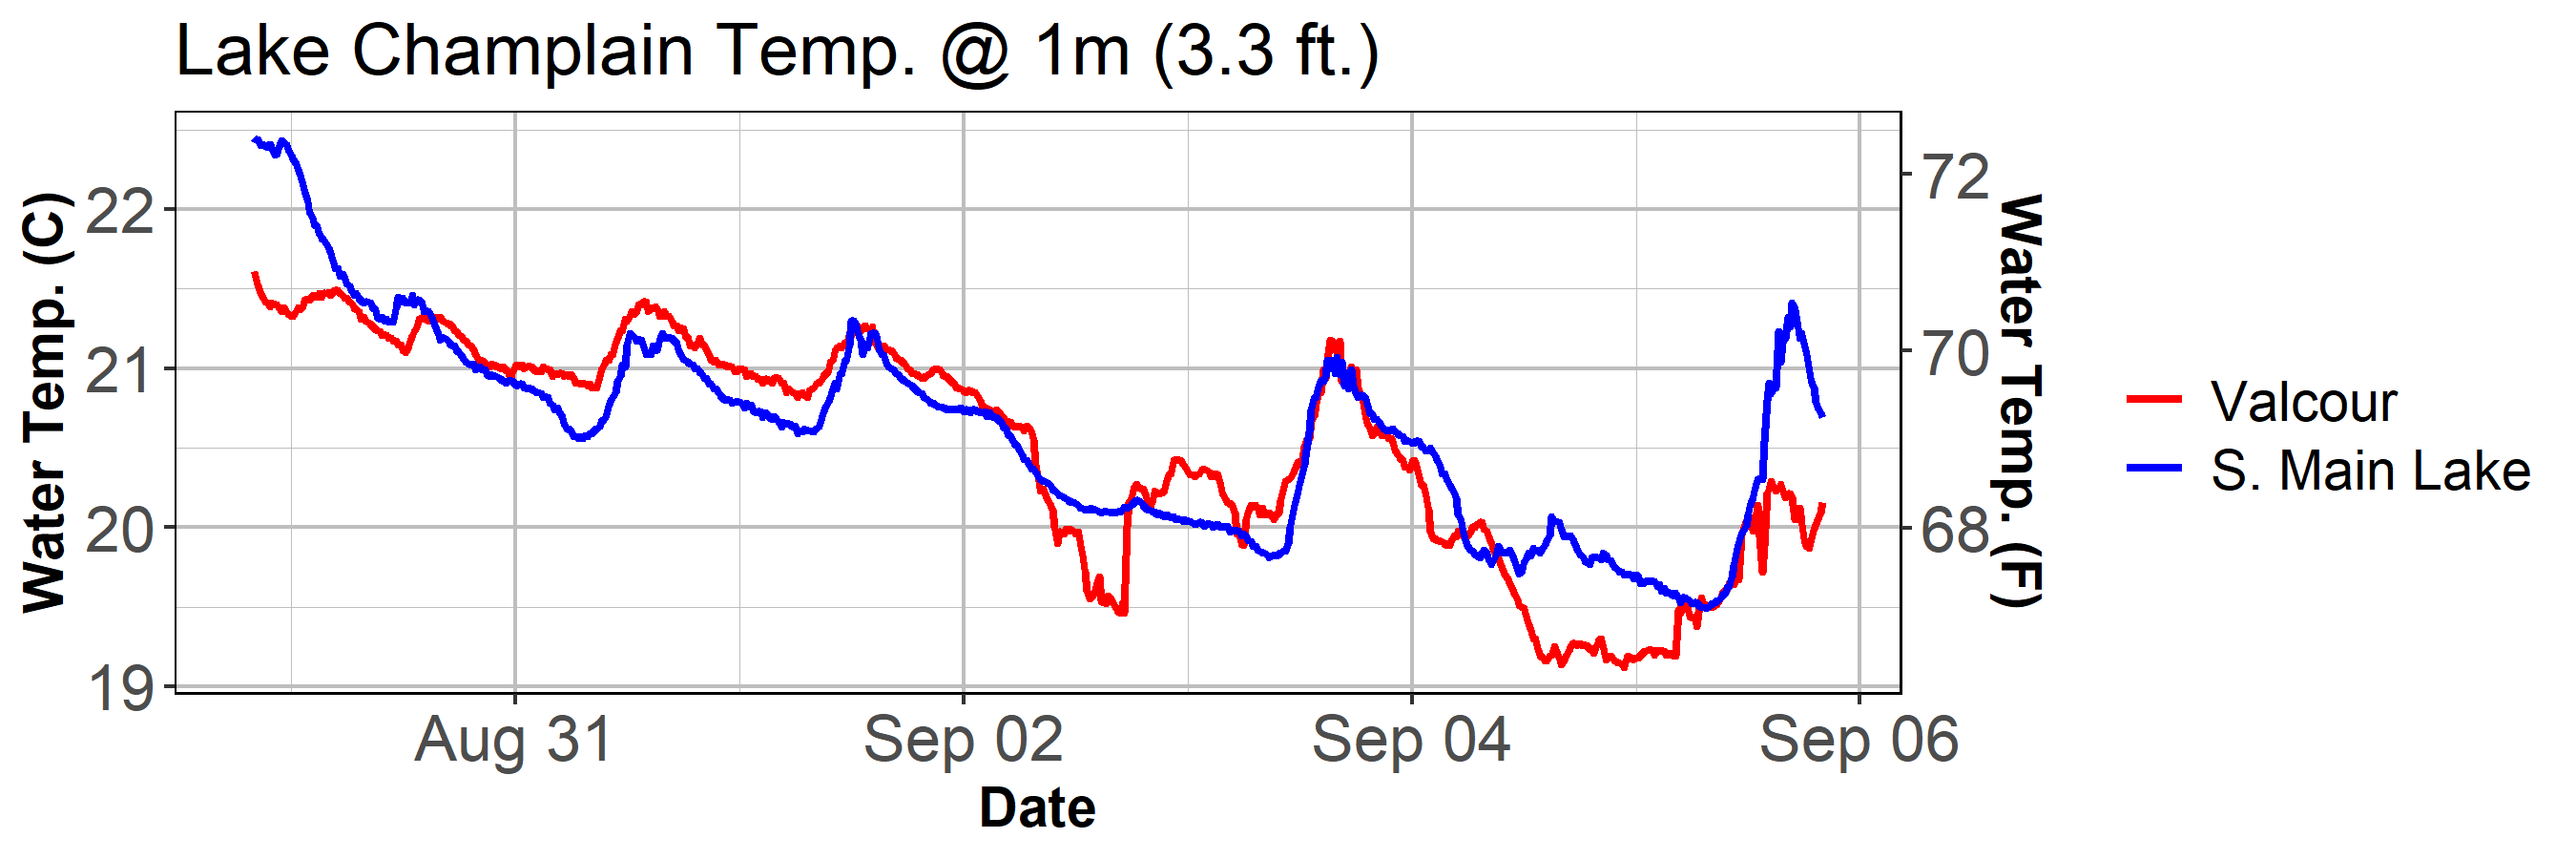 Lake Champlain Temp. @ 1m (3.3 ft.)
Water Temp. (C)
22
21
20
19
72
70
68
Water Temp. (F)
Aug 31
Sep 02
Sep 04
Sep 06
Date
Valcour
S. Main Lake